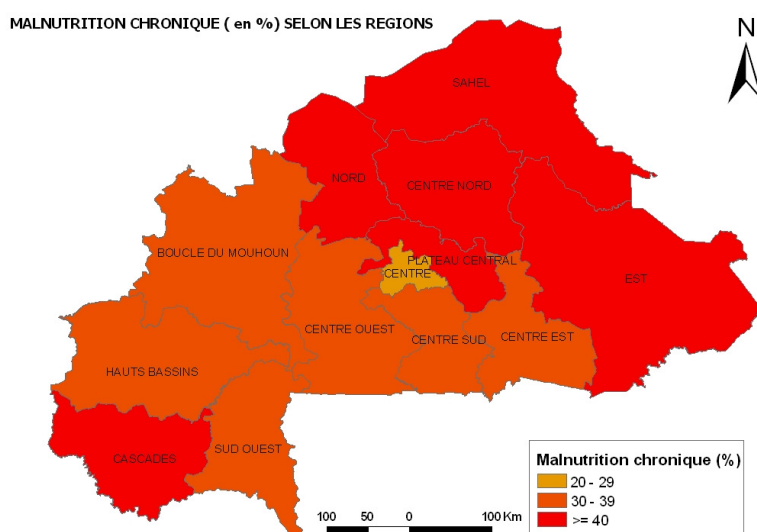 MALNUTRITION CHRONIQUE ( en %) SELON LES REGIONS
N
SAHEL
NORD
CENTRE NORD
BOUCLE DU MOUHOUN
PLATEAU CENTRAL
CENTRE
EST
CENTRE OUEST
CENTRE SUD
CENTRE EST
HAUTS BASSINS
SUD OUEST
CASCADES
Malnutrition chronique (%)
20 - 29
30 - 39
>= 40
100 50 0 100 Km